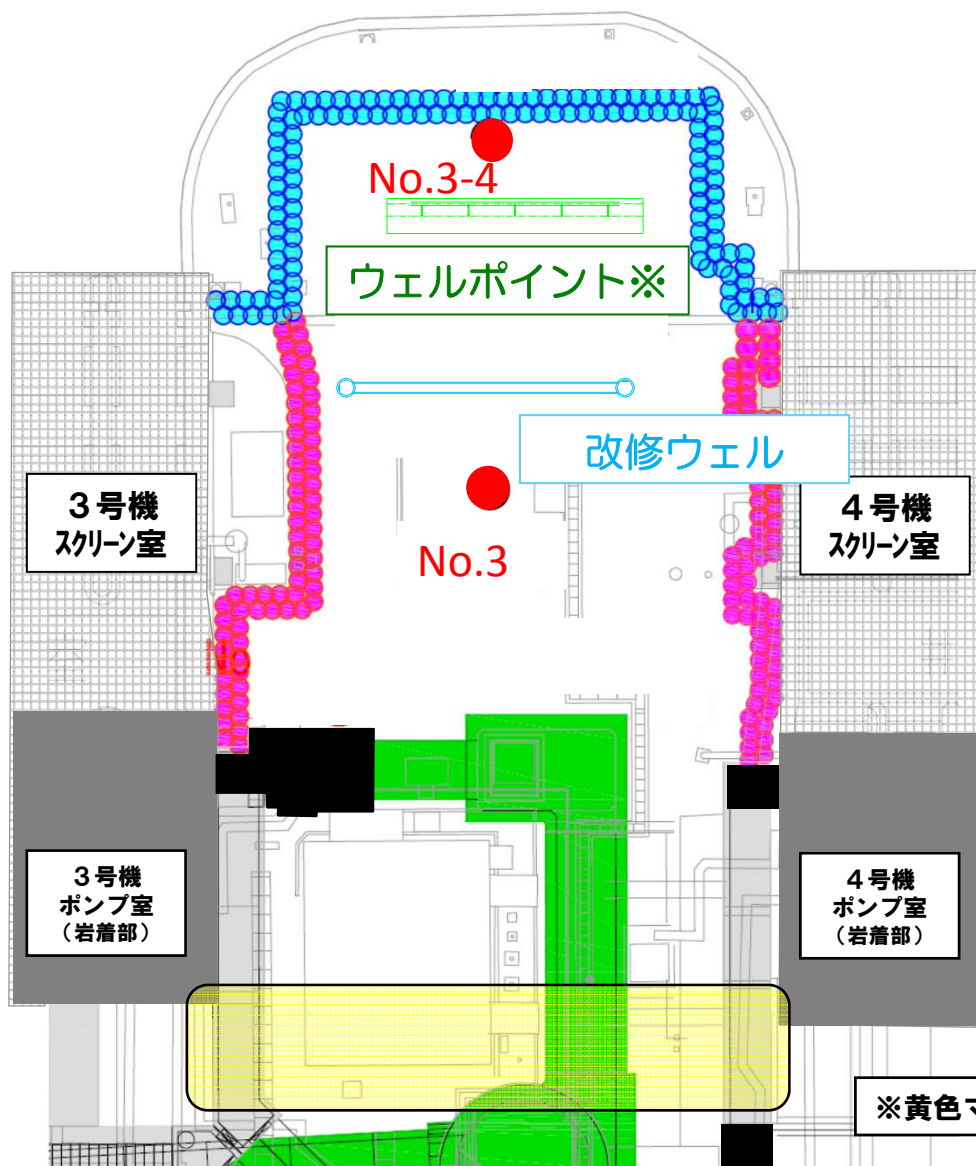 No.3-4
ウェルポイント※
改修ウェル
３号機
スクリーン室
４号機
スクリーン室
No.3
３号機
ポンプ室
（岩着部）
４号機
ポンプ室
（岩着部）
※黄色マ